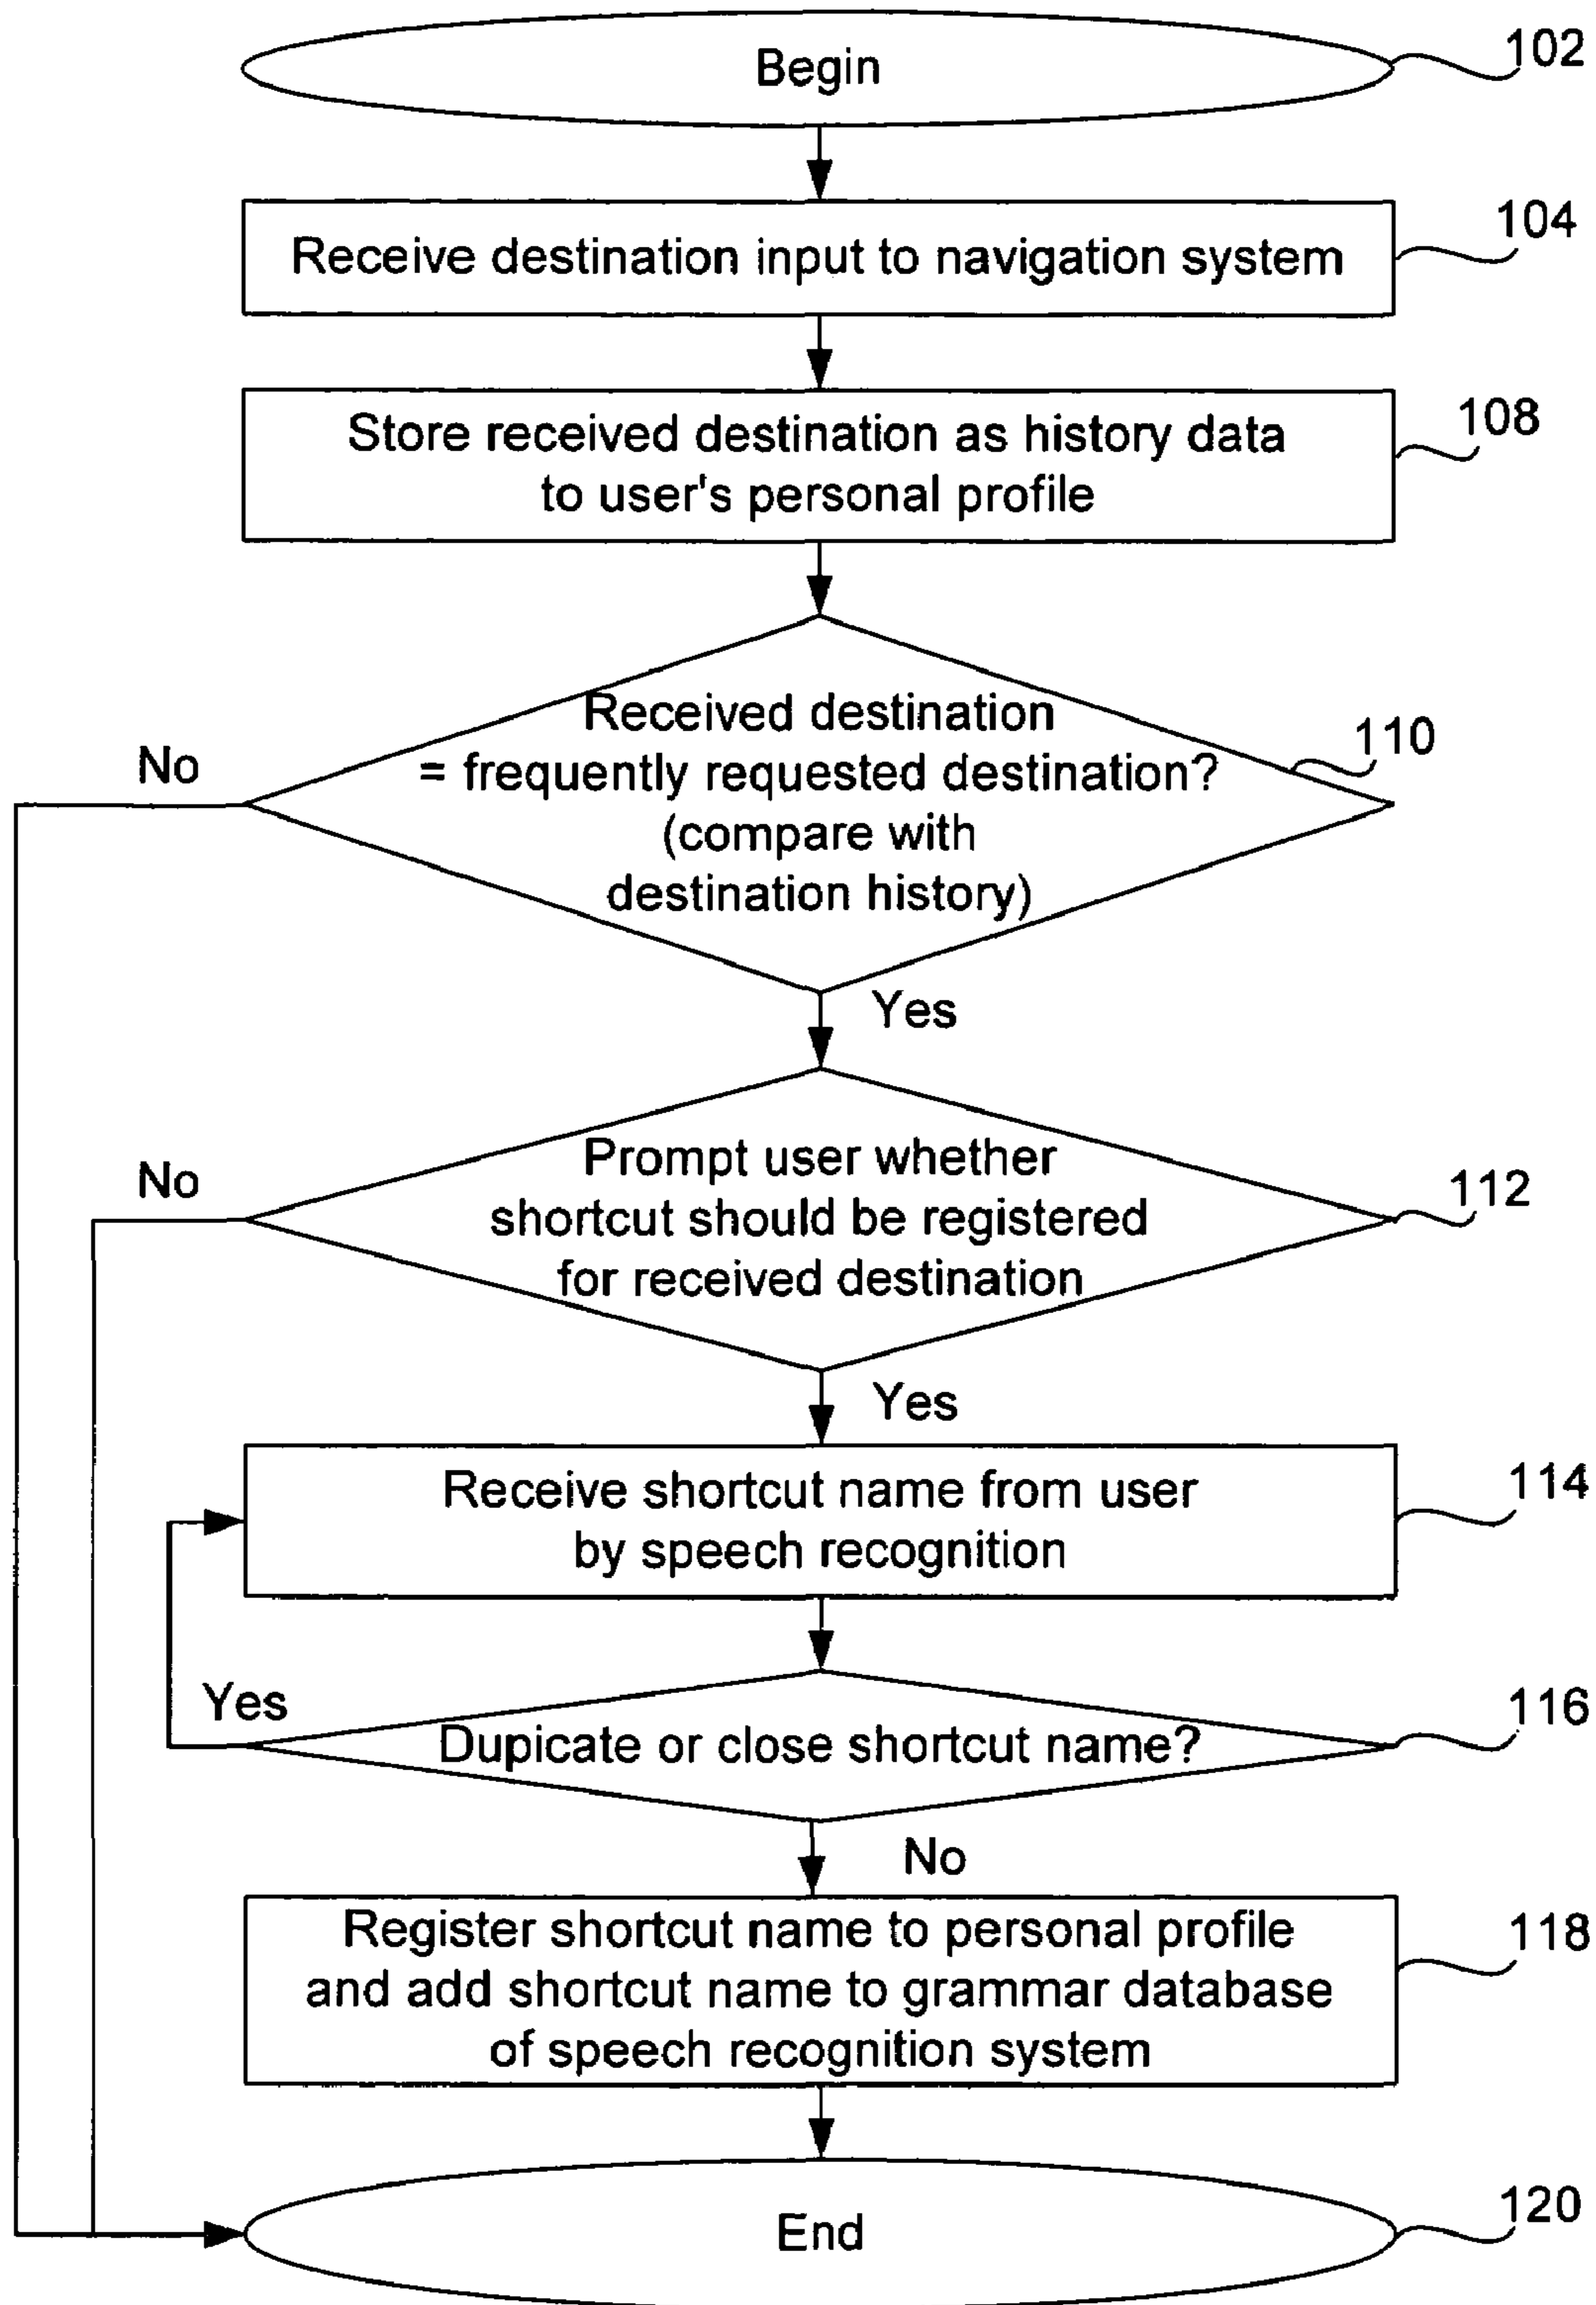 Begin
102
Receive destination input to navigation system
104
Store received destination as history data
to user's personal profile
108
Received destination
= frequently requested destination?
(compare with
destination history)
110
No
Yes
Prompt user whether
shortcut should be registered
for received destination
112
No
Yes
Receive shortcut name from user
by speech recognition
114
Yes
Dupicate or close shortcut name?
116
No
Register shortcut name to personal profile
and add shortcut name to grammar database
of speech recognition system
118
End
120